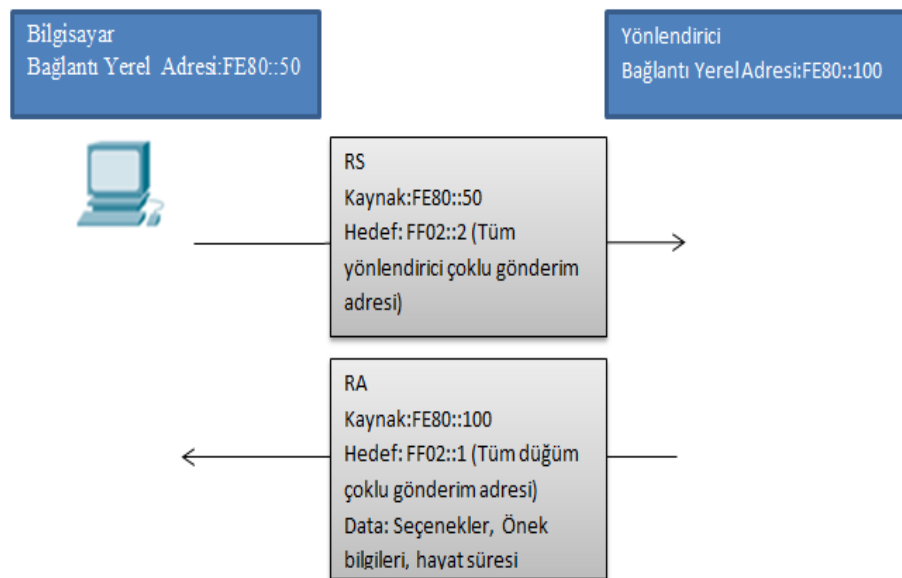 Bilgisayar
Bağlantı Yerel Adresi:FE80::50
Yönlendirici
Bağlantı Yerel Adresi:FE80::100
RS
Kaynak:FE80::50
Hedef: FF02::2 (Tüm
yönlendirici çoklu gönderim
adresi)
RA
Kaynak:FE80::100
Hedef: FF02::1 (Tüm düğüm
çoklu gönderim adresi)
Data: Seçenekler, Önek
bilgileri, hayat süresi